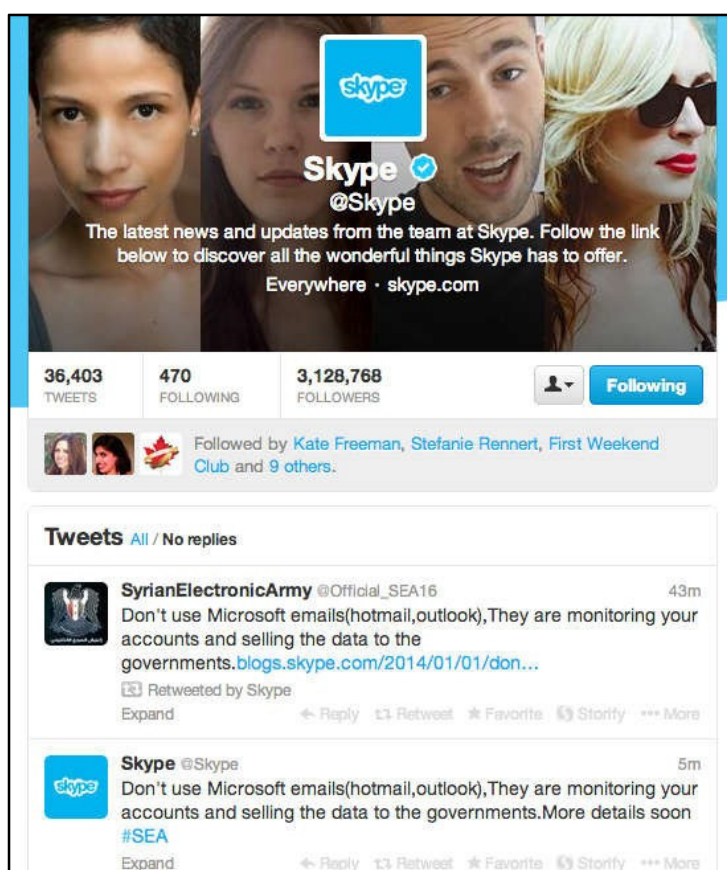 skype
Skype
@Skype
The latest news and updates from the team at Skype. Follow the link
below to discover all the wonderful things Skype has to offer.
Everywhere · skype.com
36,403
TWEETS
470
FOLLOWING
3,128,768
FOLLOWERS
Following
Followed by Kate Freeman, Stefanie Rennert, First Weekend
Club and 9 others.
Tweets All / No replies
SyrianElectronicArmy @Official_SEA16 43m
Don't use Microsoft emails(hotmail,outlook),They are monitoring your
accounts and selling the data to the
governments.blogs.skype.com/2014/01/01/don...
Retweeted by Skype
Expand Reply Retweet Favorite Storify More
skype
Skype @Skype 5m
Don't use Microsoft emails(hotmail,outlook),They are monitoring your
accounts and selling the data to the governments.More details soon
#SEA
Expand Reply Retweet Favorite Storify More